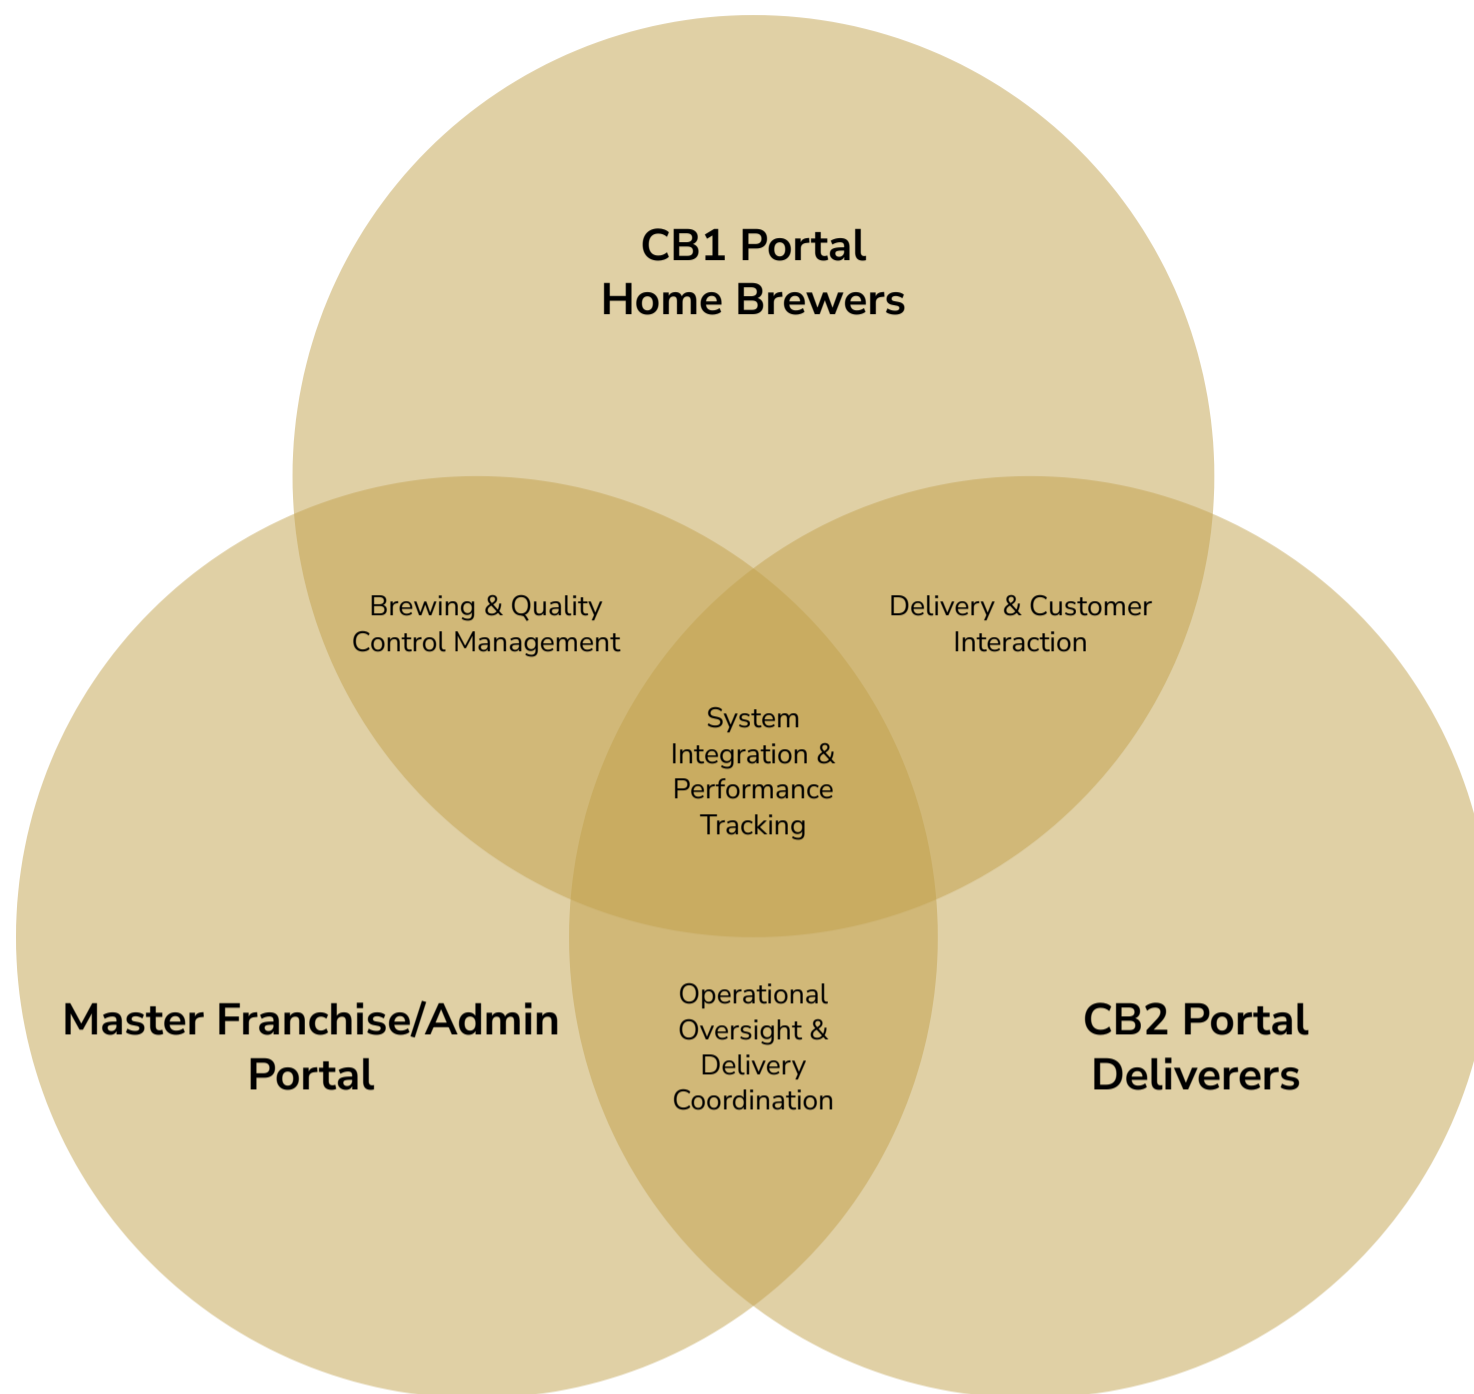 CB1 Portal
Home Brewers
Brewing & Quality
Control Management
Delivery & Customer
Interaction
System
Integration &
Performance
Tracking
Master Franchise/Admin
Portal
Operational
Oversight &
Delivery
Coordination
CB2 Portal
Deliverers